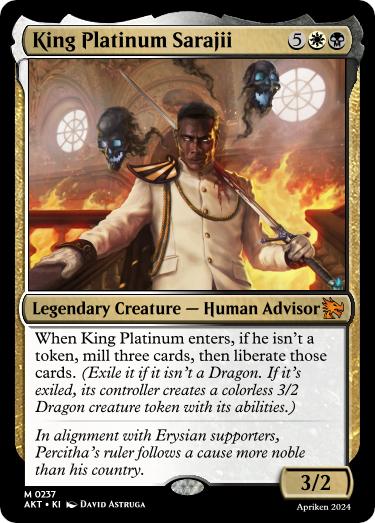 King Platinum Sarajii 5
Legendary Creature — Human Advisor
When King Platinum enters, if he isn't a
token, mill three cards, then liberate those
cards. (Exile it if it isn't a Dragon. If it's
exiled, its controller creates a colorless 3/2
Dragon creature token with its abilities.)
In alignment with Erysian supporters,
Percitha's ruler follows a cause more noble
than his country.
3/2
M 0237
AKT • KI David Astruga
Apriken 2024